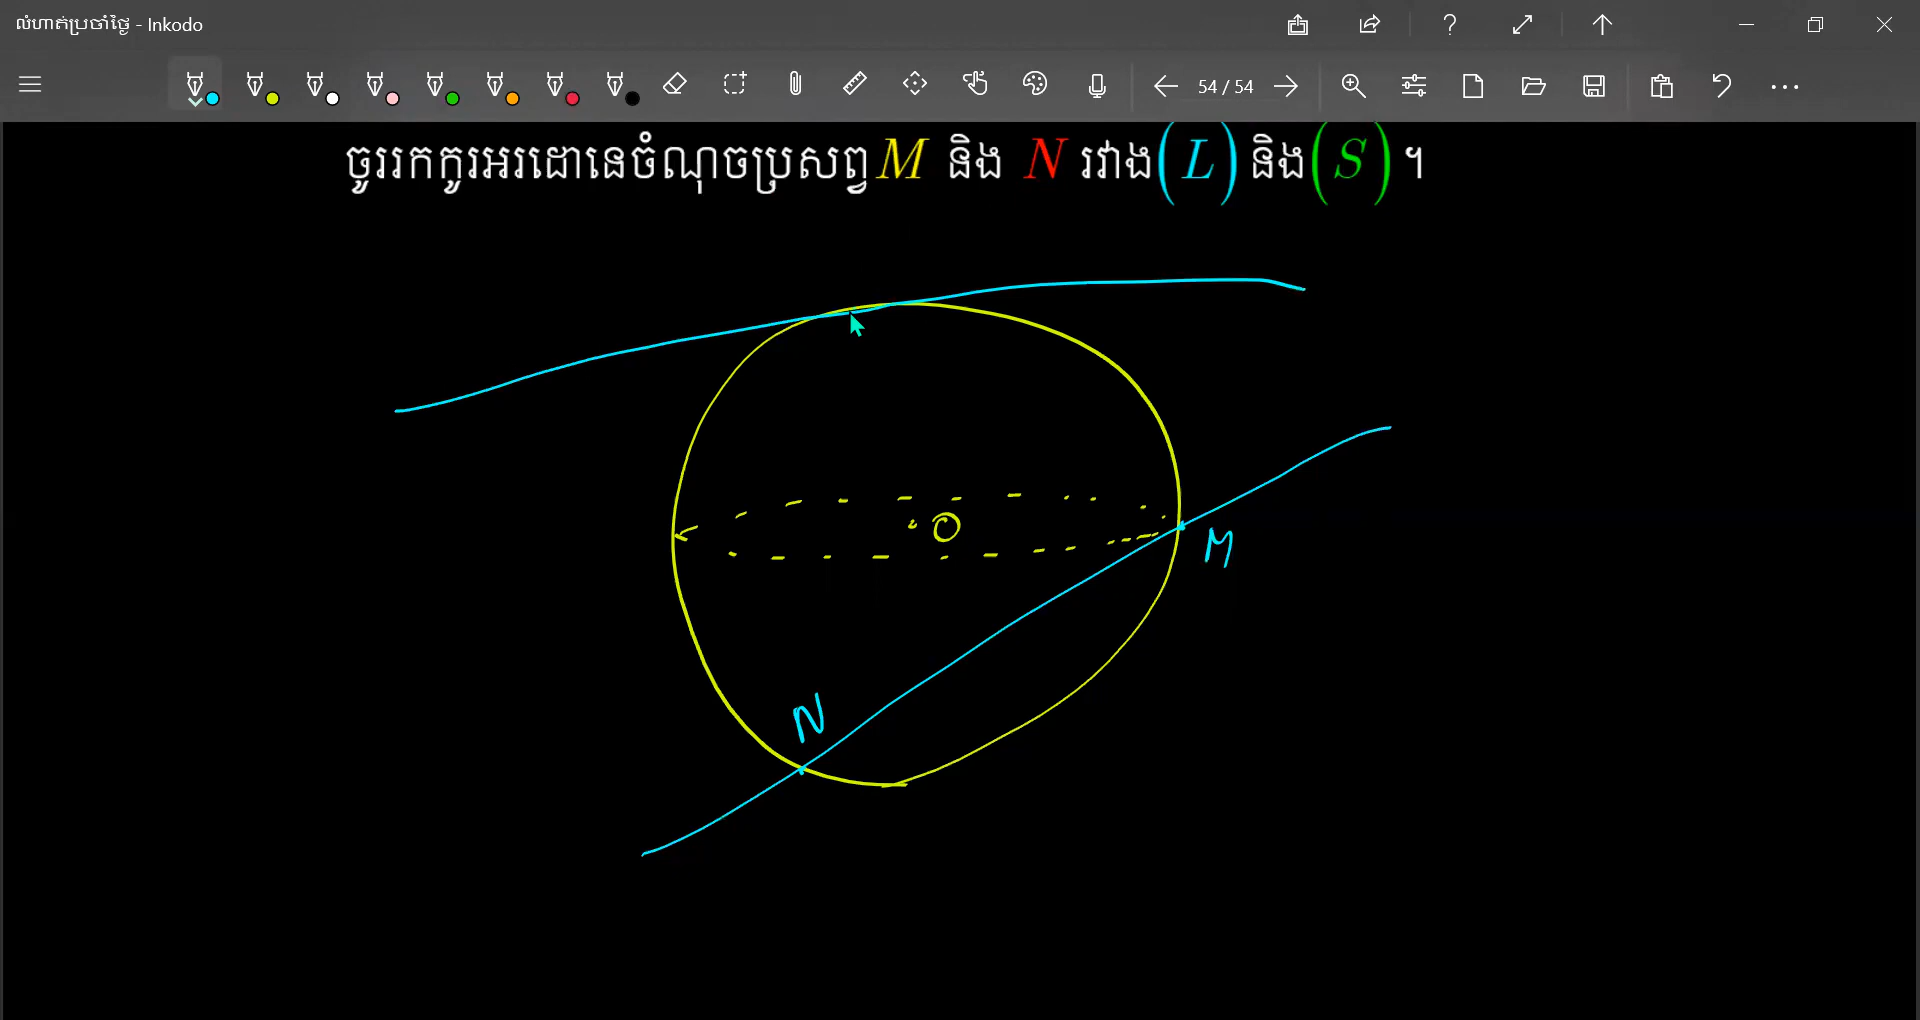 លំហាត់ប្រចាំថ្ងៃ - Inkodo
54 / 54
ចូររកកូរអរដោនេចំណុចប្រសព្វ M និង N រវាង (L) និង (S) ។
O
M
N